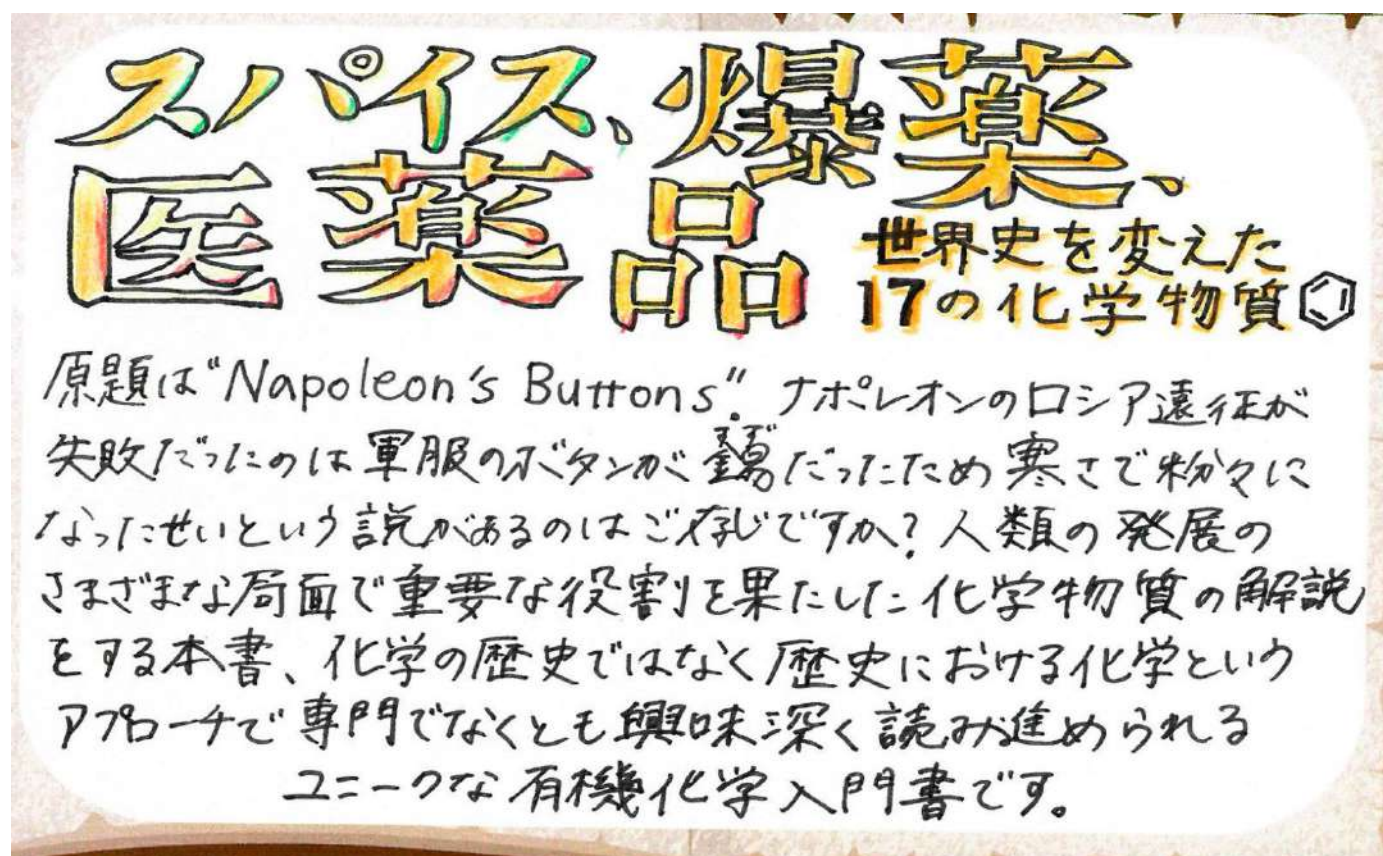 スパイス、爆薬、
医薬品
世界史を変えた
17の化学物質
原題は"Napoleon's Buttons"。ナポレオンのロシア遠征が
失敗だったのは軍服のボタンが錫だったため寒さで粉々に
すず
なったせいという説があるのはご存じですか?人類の発展の
さまざまな局面で重要な役割を果たした化学物質の解説
をする本書、化学の歴史ではなく歴史における化学という
アプローチで専門でなくとも興味深く読み進められる
ユニークな有機化学入門書です。